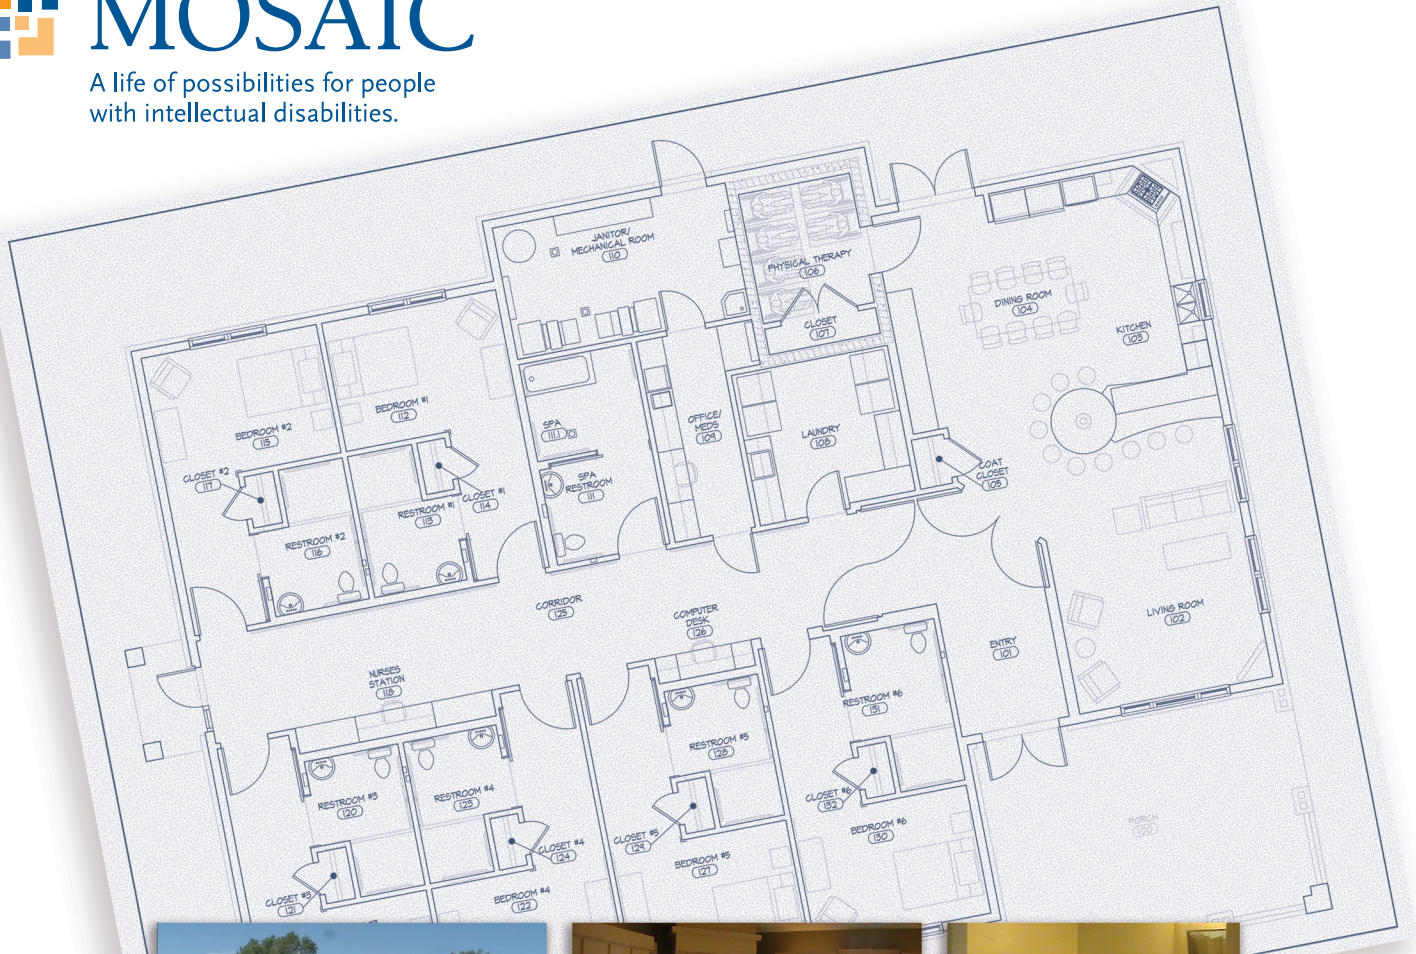 MOSAIC
A life of possibilities for people
with intellectual disabilities.
JANITOR/
MECHANICAL ROOM
110
PHYSICAL THERAPY
106
CLOSET
107
DINING ROOM
104
KITCHEN
103
BEDROOM #2
115
BEDROOM #1
112
SPA
111.1
OFFICE/
MEDS
109
LAUNDRY
108
CLOSET #2
117
CLOSET #1
114
SPA
RESTROOM
111
COAT
CLOSET
105
RESTROOM #2
116
RESTROOM #1
113
CORRIDOR
125
COMPUTER
DESK
126
LIVING ROOM
102
ENTRY
101
NURSES
STATION
118
RESTROOM #6
131
RESTROOM #5
128
RESTROOM #3
120
RESTROOM #4
123
CLOSET #6
132
CLOSET #5
129
BEDROOM #6
130
PORCH
100
CLOSET #4
124
BEDROOM #5
127
CLOSET #3
121
BEDROOM #4
122